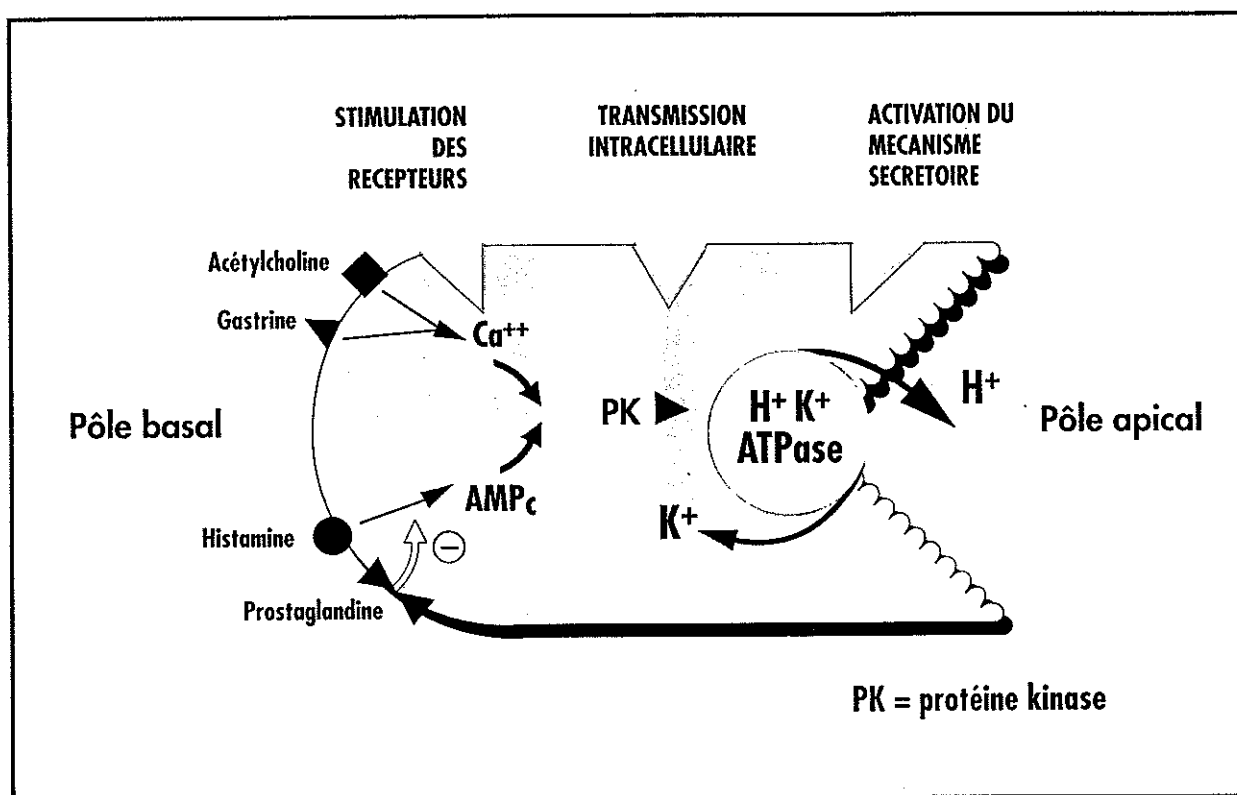 STIMULATION
DES
RECEPTEURS
TRANSMISSION
INTRACELLULAIRE
ACTIVATION DU
MECANISME
SECRETOIRE
Acétylcholine
Gastrine
Ca++
Pôle basal
PK
H+ K+
ATPase
H+
Pôle apical
AMPc
K+
Histamine
−
Prostaglandine
PK = protéine kinase